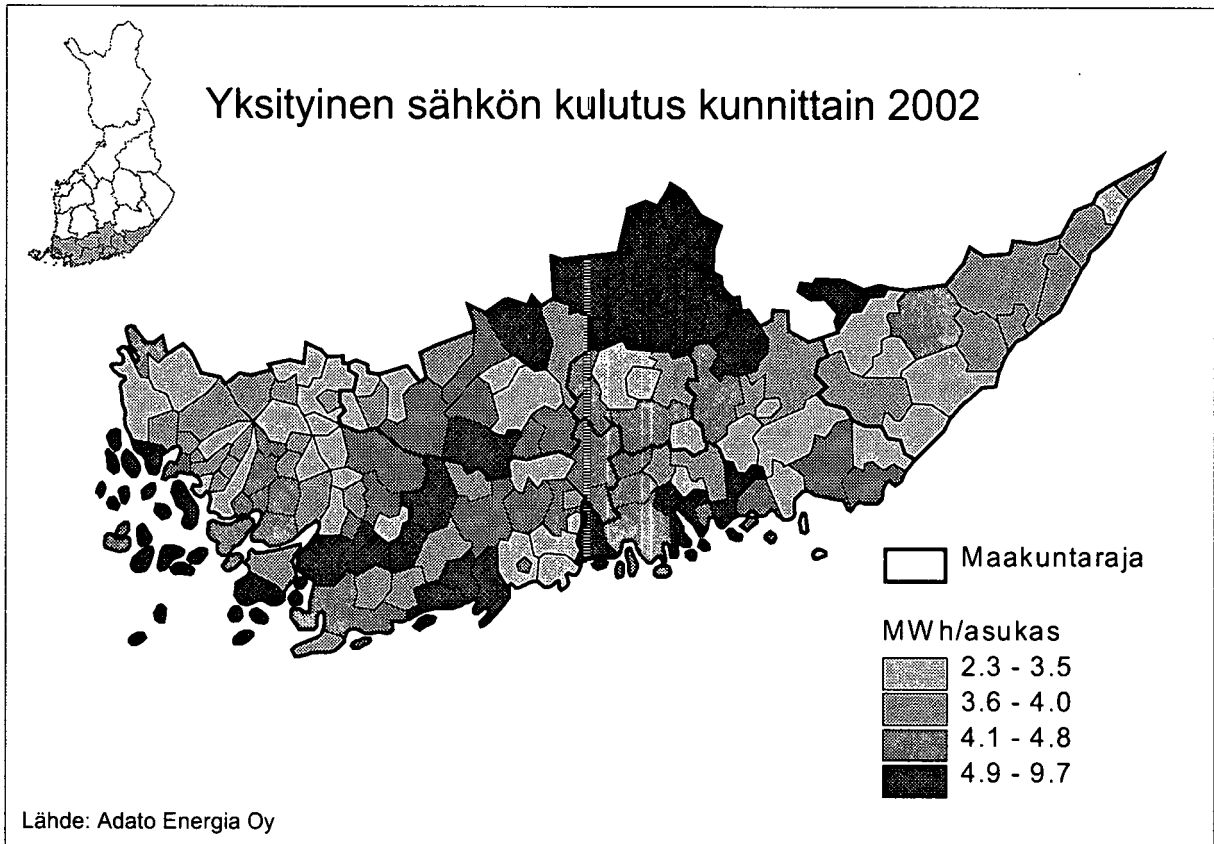 Yksityinen sähkön kulutus kunnittain 2002
Maakuntaraja
MWh/asukas
2.3 - 3.5
3.6 - 4.0
4.1 - 4.8
4.9 - 9.7
Lähde: Adato Energia Oy